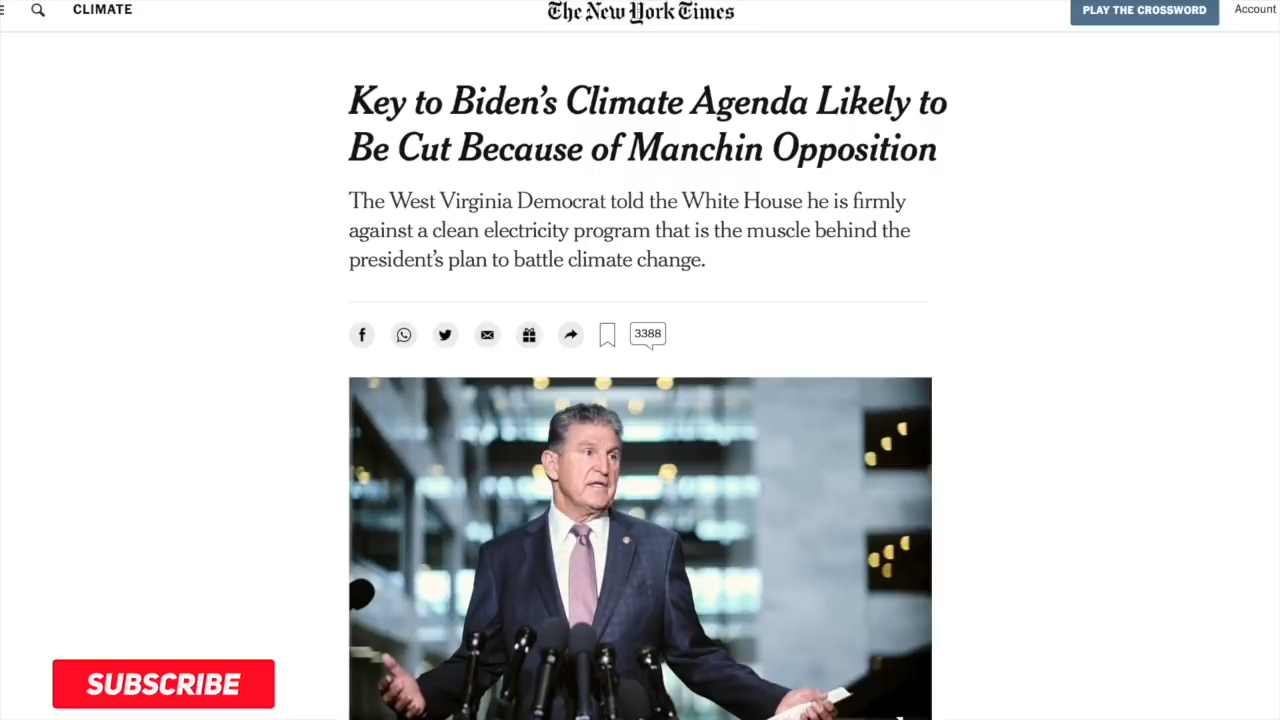 CLIMATE
The New York Times
PLAY THE CROSSWORD
Account
Key to Biden's Climate Agenda Likely to
Be Cut Because of Manchin Opposition
The West Virginia Democrat told the White House he is firmly
against a clean electricity program that is the muscle behind the
president's plan to battle climate change.
3388
SUBSCRIBE